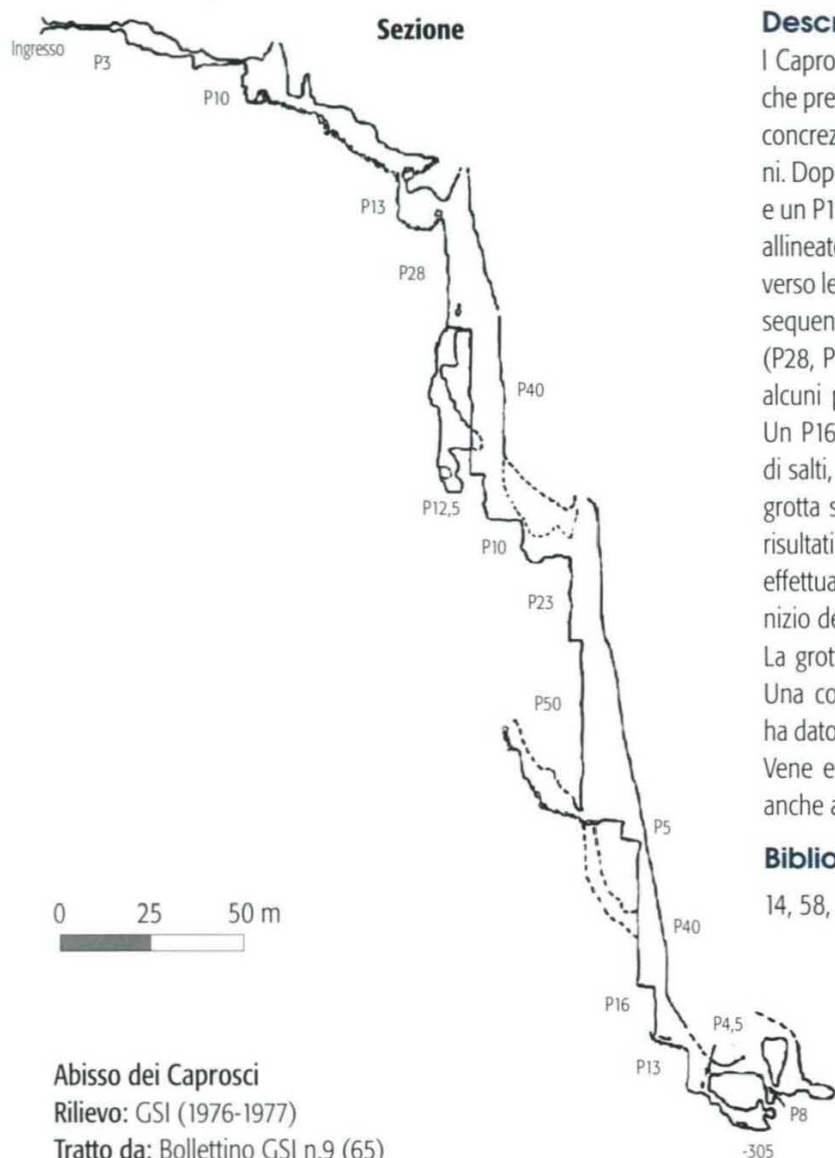 Sezione
Ingresso
P3
P10
P13
P28
P40
P12,5
P10
P23
P50
P5
P40
P16
P13
P4,5
P8
-305
0 25 50 m
Abisso dei Caprosci
Rilievo: GSI (1976-1977)
Tratto da: Bollettino GSI n.9 (65)
Descr
I Capro
che pre
concrez
ni. Dop
e un P1
allineato
verso le
sequen
(P28, P
alcuni p
Un P16
di salti,
grotta s
risultati
effettua
nizio de
La grot
Una co
ha dato
Vene e
anche a
Biblio
14, 58,